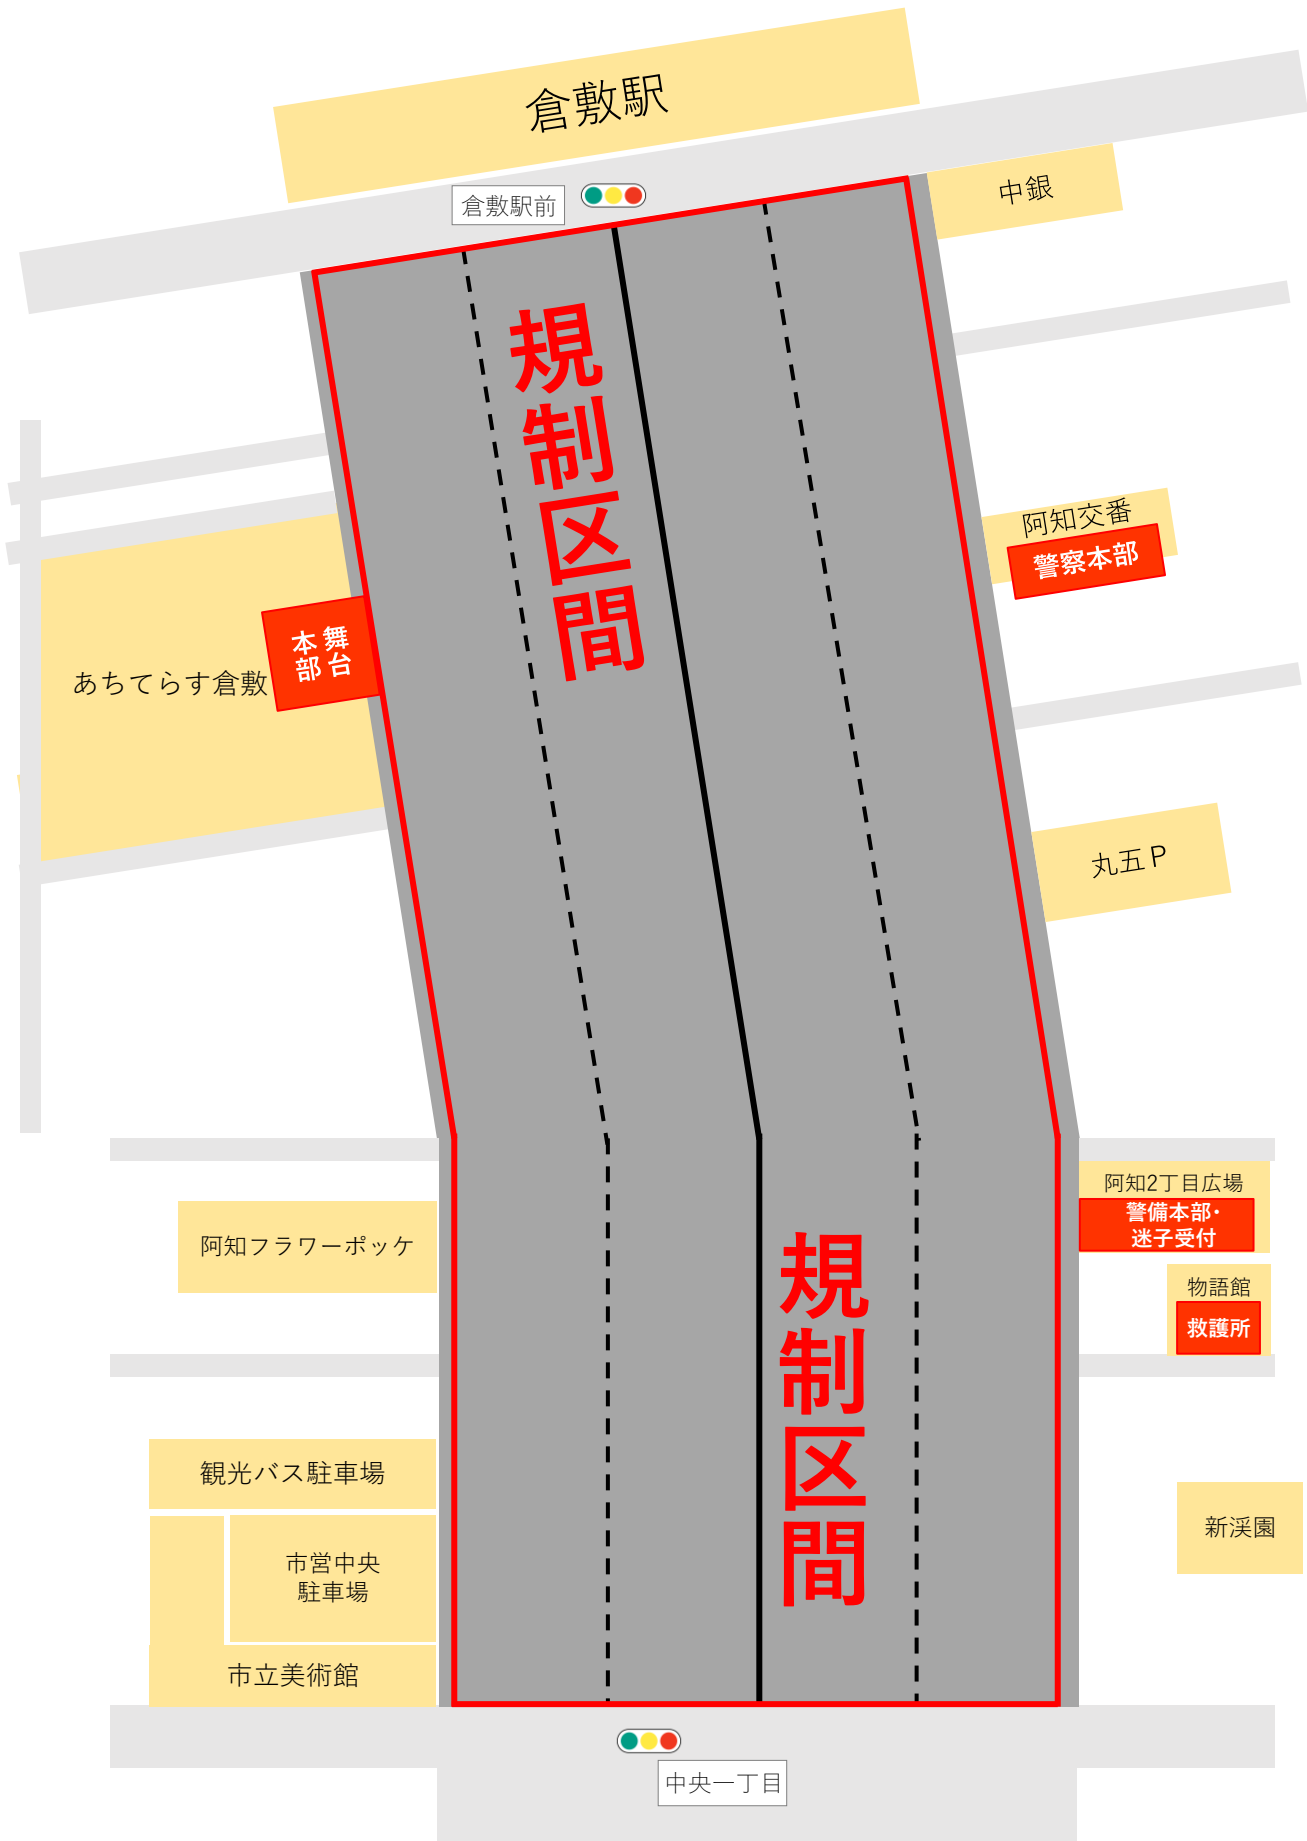 倉敷駅
倉敷駅前
中銀
規制区間
阿知交番
警察本部
舞台
本部
あちてらす倉敷
丸五P
阿知2丁目広場
警備本部・
迷子受付
阿知フラワーポッケ
物語館
救護所
規制区間
観光バス駐車場
新渓園
市営中央
駐車場
市立美術館
中央一丁目